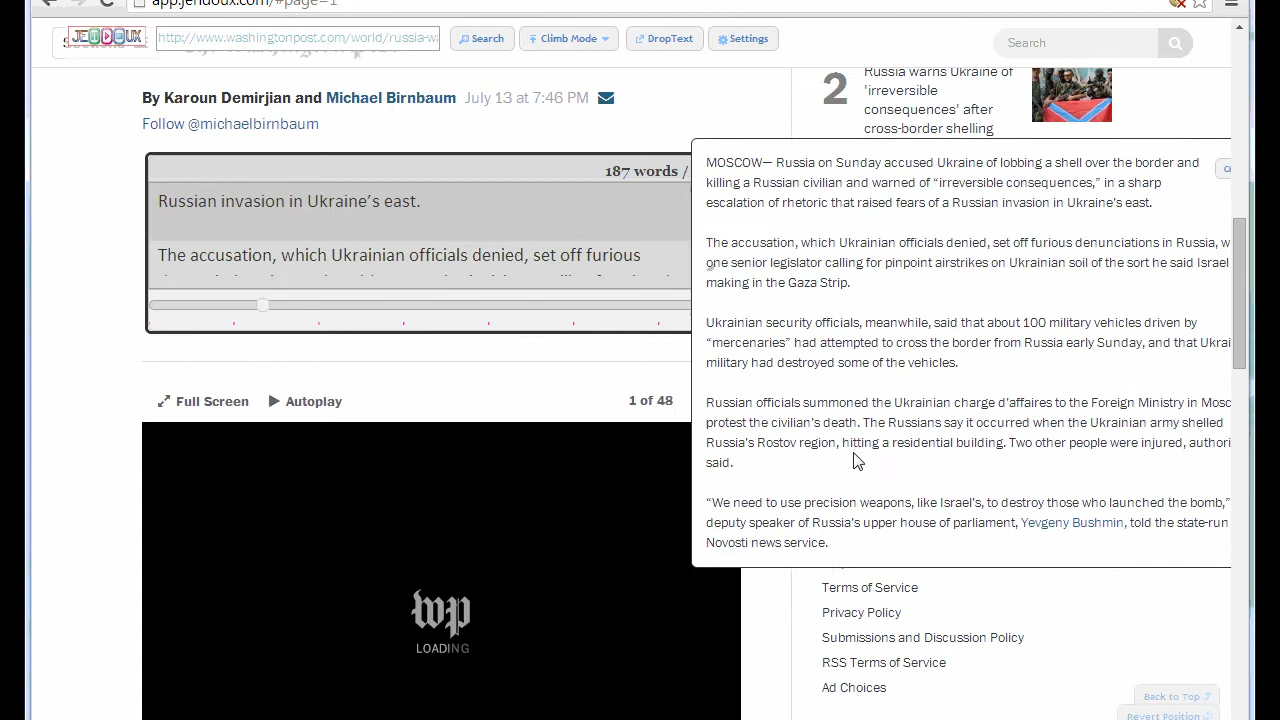 app.jendoux.com/#page=1
JENDOUX
http://www.washingtonpost.com/world/russia-wa
Search
Climb Mode
DropText
Settings
Search
By Karoun Demirjian and Michael Birnbaum July 13 at 7:46 PM
Follow @michaelbirnbaum
2
Russia warns Ukraine of
'irreversible
consequences' after
cross-border shelling
187 words /
Russian invasion in Ukraine’s east.
The accusation, which Ukrainian officials denied, set off furious
MOSCOW— Russia on Sunday accused Ukraine of lobbing a shell over the border and
killing a Russian civilian and warned of “irreversible consequences,” in a sharp
escalation of rhetoric that raised fears of a Russian invasion in Ukraine’s east.
The accusation, which Ukrainian officials denied, set off furious denunciations in Russia, w
one senior legislator calling for pinpoint airstrikes on Ukrainian soil of the sort he said Israel
making in the Gaza Strip.
Ukrainian security officials, meanwhile, said that about 100 military vehicles driven by
“mercenaries” had attempted to cross the border from Russia early Sunday, and that Ukrai
military had destroyed some of the vehicles.
Russian officials summoned the Ukrainian charge d’affaires to the Foreign Ministry in Mosc
protest the civilian’s death. The Russians say it occurred when the Ukrainian army shelled
Russia’s Rostov region, hitting a residential building. Two other people were injured, authori
said.
“We need to use precision weapons, like Israel’s, to destroy those who launched the bomb,”
deputy speaker of Russia’s upper house of parliament, Yevgeny Bushmin, told the state-run
Novosti news service.
Full Screen
Autoplay
1 of 48
wp
LOADING
Terms of Service
Privacy Policy
Submissions and Discussion Policy
RSS Terms of Service
Ad Choices
Back to Top
Revert Position